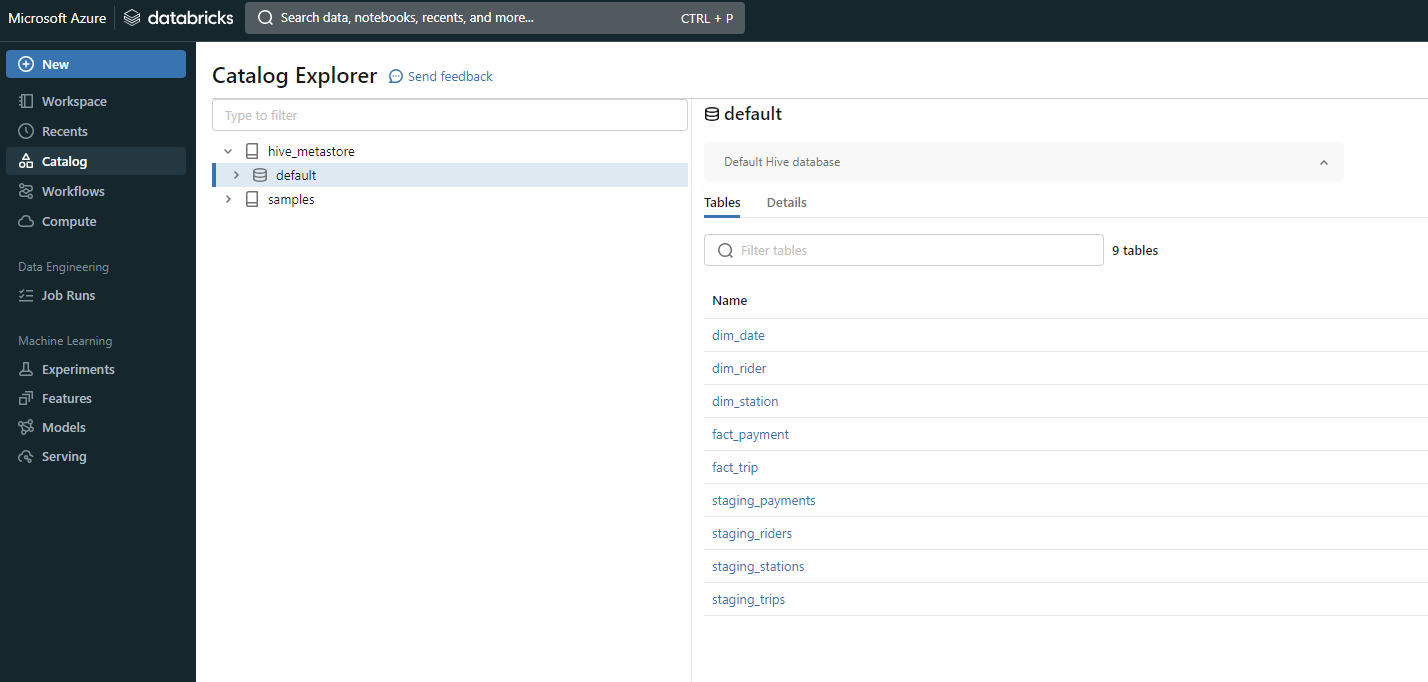 Microsoft Azure databricks Search data, notebooks, recents, and more... CTRL + P
New
Workspace
Recents
Catalog
Workflows
Compute
Data Engineering
Job Runs
Machine Learning
Experiments
Features
Models
Serving
Catalog Explorer Send feedback
Type to filter
hive_metastore
default
samples
default
Default Hive database
Tables Details
Filter tables 9 tables
Name
dim_date
dim_rider
dim_station
fact_payment
fact_trip
staging_payments
staging_riders
staging_stations
staging_trips